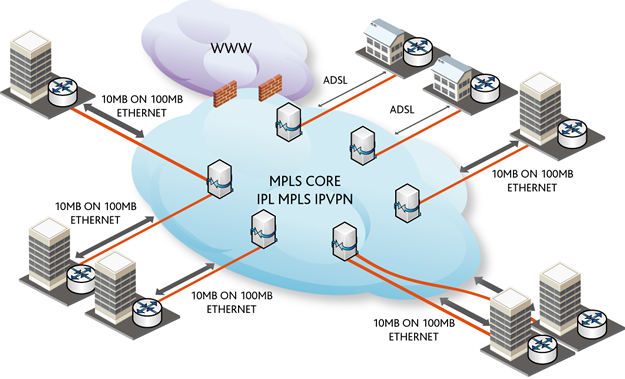 WWW
ADSL
10MB ON 100MB
ETHERNET
ADSL
MPLS CORE
IPL MPLS IPVPN
10MB ON 100MB
ETHERNET
10MB ON 100MB
ETHERNET
10MB ON 100MB
ETHERNET
10MB ON 100MB
ETHERNET